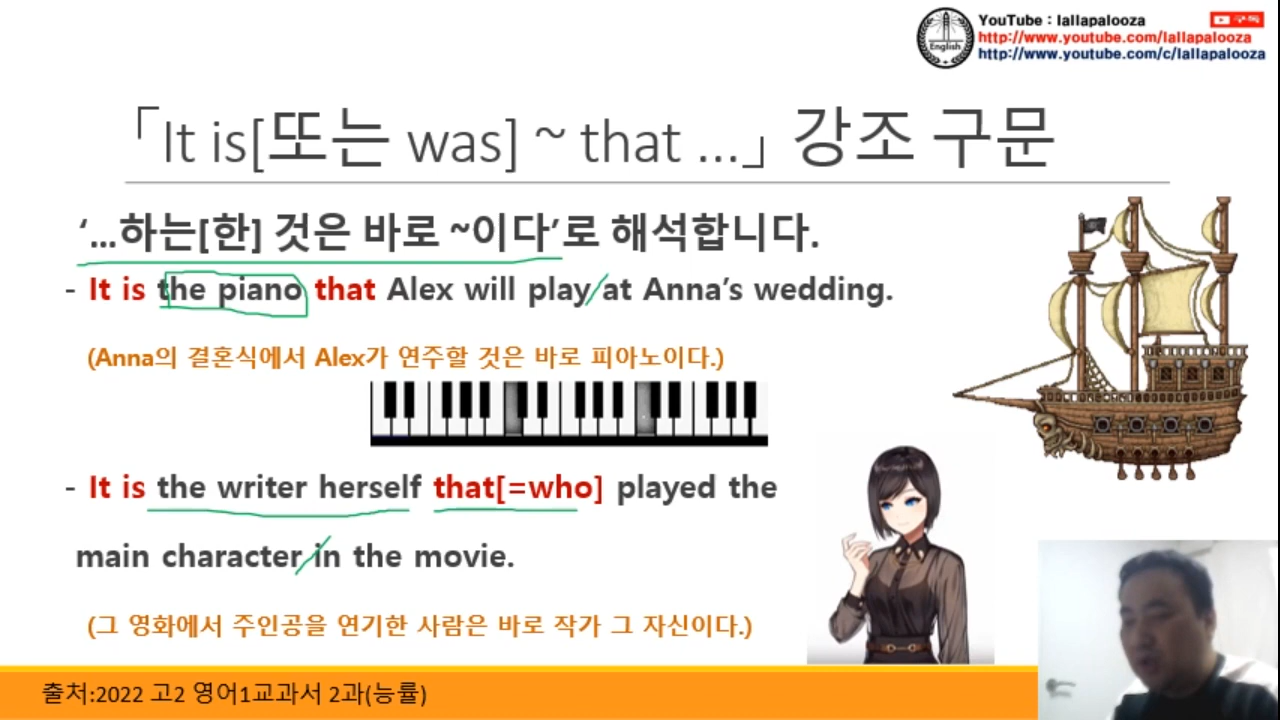 YouTube : lallapalooza
구독
http://www.youtube.com/lallapalooza
http://www.youtube.com/c/lallapalooza
English
「It is[또는 was] ~ that ...」 강조 구문
‘...하는[한] 것은 바로 ~이다’로 해석합니다.
- It is the piano that Alex will play at Anna’s wedding.
(Anna의 결혼식에서 Alex가 연주할 것은 바로 피아노이다.)
- It is the writer herself that[=who] played the
main character in the movie.
(그 영화에서 주인공을 연기한 사람은 바로 작가 그 자신이다.)
출처:2022 고2 영어1교과서 2과(능률)